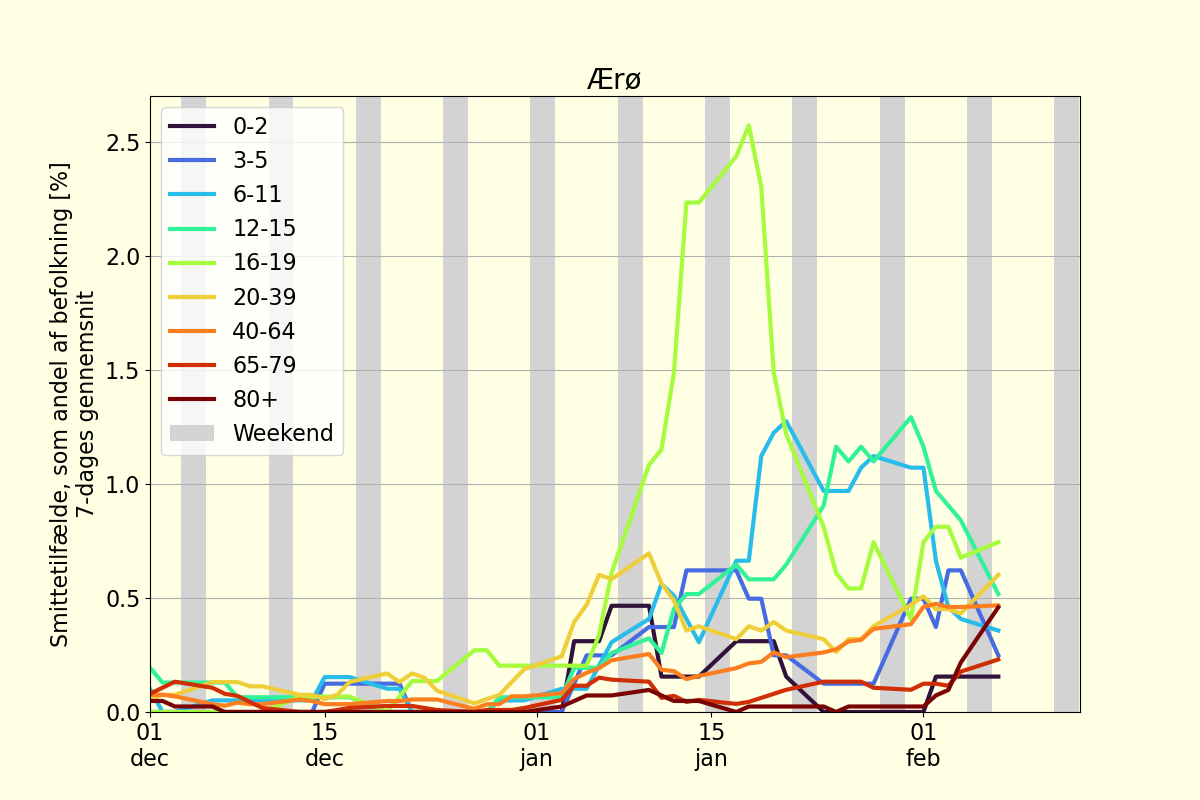 Ærø
Smittetilfælde, som andel af befolkning [%]
7-dages gennemsnit
2.5
2.0
1.5
1.0
0.5
0.0
0-2
3-5
6-11
12-15
16-19
20-39
40-64
65-79
80+
Weekend
01 15 01 15 01
dec dec jan jan feb